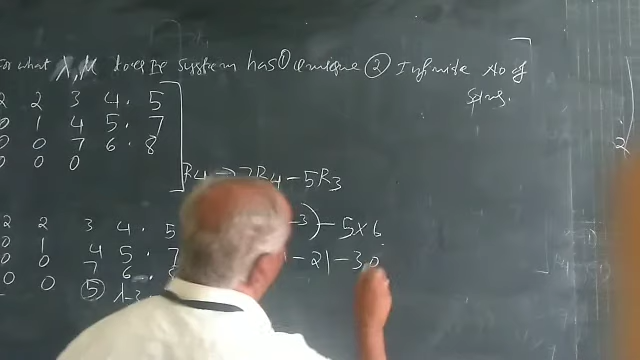 For what λ, μ does the system has ① unique ② Infinite No of
solns.
2 2 3 4 . 5
0 1 4 5 . 7
0 0 7 6 . 8
0 0 0
R4 → 7R4 - 5R3
2 2 3 4 . 5
0 1 4 5 . 7
0 0 7 6 .
0 0 ⑤ λ-3
-3) - 5×6
- 21 - 30